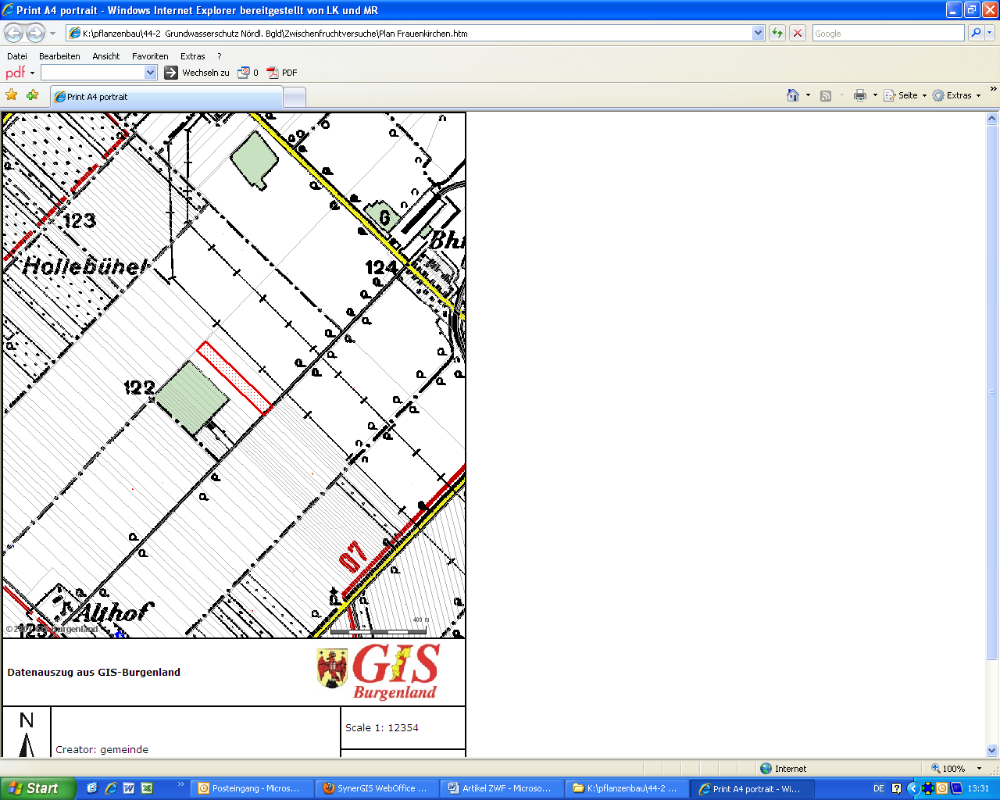 Print A4 portrait - Windows Internet Explorer bereitgestellt von LK und MR
K:\pflanzenbau\44-2 Grundwasserschutz Nördl. Bgld\Zwischenfruchtversuche\Plan Frauenkirchen.htm
Google
Datei Bearbeiten Ansicht Favoriten Extras ?
pdf Wechseln zu 0 PDF
Print A4 portrait
Seite Extras »
123
G
Hollebühel
124
122
07
Althof
Burgenland
400 m
Datenauszug aus GIS-Burgenland
GIS
Burgenland
N
Scale 1: 12354
Creator: gemeinde
Internet
100%
Start
»
Posteingang - Micros...
SynerGIS WebOffice ...
Artikel ZWF - Microso...
K:\pflanzenbau\44-2 ...
Print A4 portrait - Wi...
DE
13:31